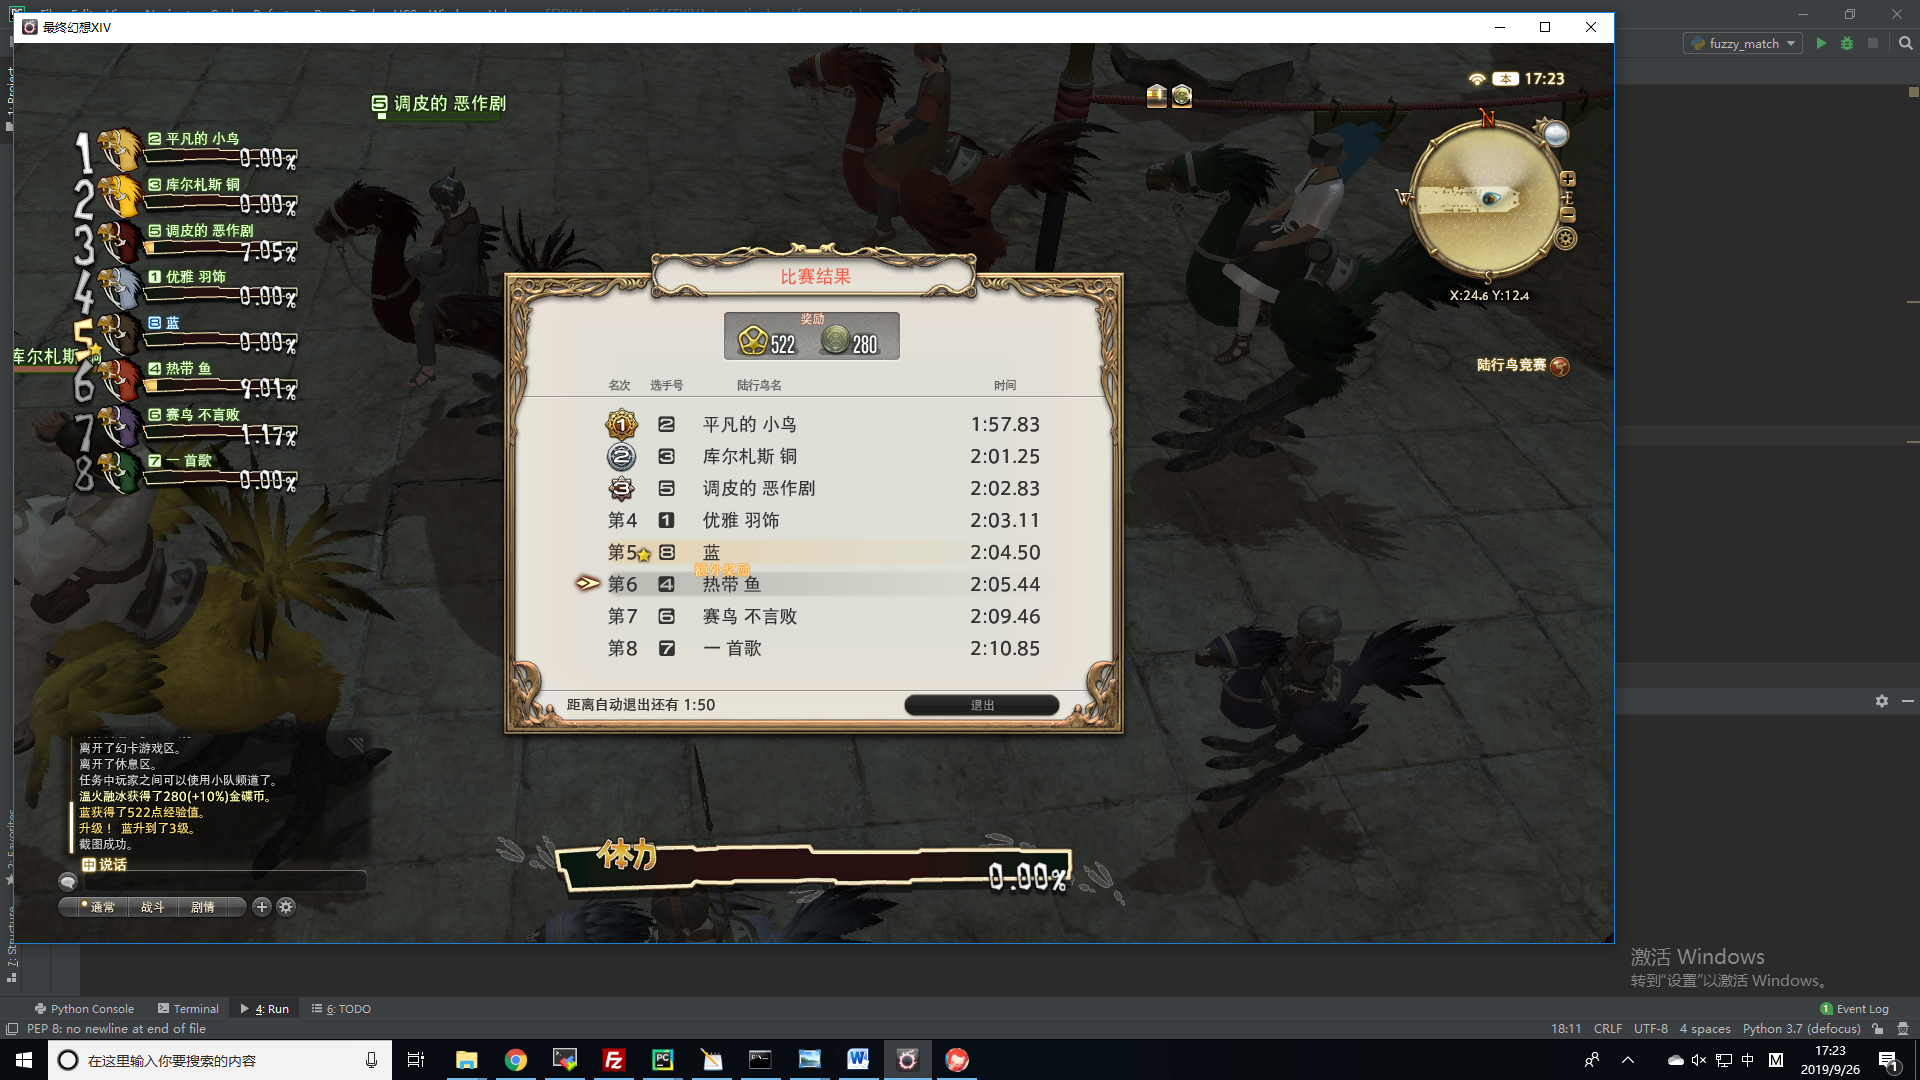 最终幻想XIV
fuzzy_match
17:23
本
5 调皮的 恶作剧
1 2 平凡的 小鸟 0.00%
2 3 库尔札斯 铜 0.00%
3 5 调皮的 恶作剧 7.05%
4 1 优雅 羽饰 0.00%
5 8 蓝 0.00%
库尔札斯 铜
6 4 热带 鱼 9.01%
7 6 赛鸟 不言败 1.17%
8 7 一 首歌 0.00%
N
W
E
S
X:24.6 Y:12.4
陆行鸟竞赛
比赛结果
奖励
522 280
名次 选手号 陆行鸟名 时间
1 2 平凡的 小鸟 1:57.83
2 3 库尔札斯 铜 2:01.25
3 5 调皮的 恶作剧 2:02.83
第4 1 优雅 羽饰 2:03.11
第5 8 蓝 2:04.50
额外奖励
第6 4 热带 鱼 2:05.44
第7 6 赛鸟 不言败 2:09.46
第8 7 一 首歌 2:10.85
距离自动退出还有 1:50 退出
离开了幻卡游戏区。
离开了休息区。
任务中玩家之间可以使用小队频道了。
温火融冰获得了280(+10%)金碟币。
蓝获得了522点经验值。
升级！ 蓝升到了3级。
截图成功。
中 说话
通常 战斗 剧情
体力
0.00%
激活 Windows
转到“设置”以激活 Windows。
Python Console Terminal 4: Run 6: TODO 1 Event Log
PEP 8: no newline at end of file 18:11 CRLF UTF-8 4 spaces Python 3.7 (defocus)
在这里输入你要搜索的内容
中 M
17:23
2019/9/26
1